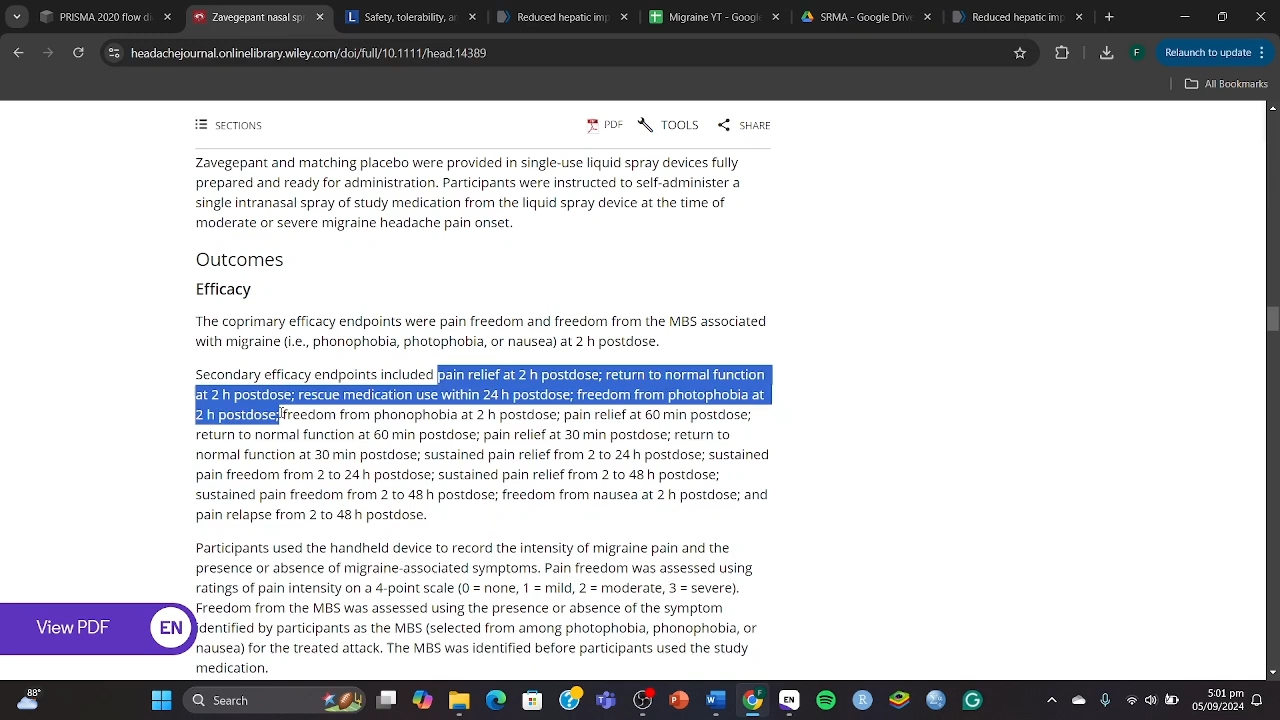 PRISMA 2020 flow di
Zavegepant nasal spr
Safety, tolerability, an
Reduced hepatic imp
Migraine YT - Google
SRMA - Google Drive
Reduced hepatic imp
headachejournal.onlinelibrary.wiley.com/doi/full/10.1111/head.14389
F
Relaunch to update
All Bookmarks
SECTIONS
PDF
TOOLS
SHARE
Zavegepant and matching placebo were provided in single-use liquid spray devices fully
prepared and ready for administration. Participants were instructed to self-administer a
single intranasal spray of study medication from the liquid spray device at the time of
moderate or severe migraine headache pain onset.
Outcomes
Efficacy
The coprimary efficacy endpoints were pain freedom and freedom from the MBS associated
with migraine (i.e., phonophobia, photophobia, or nausea) at 2 h postdose.
Secondary efficacy endpoints included pain relief at 2 h postdose; return to normal function
at 2 h postdose; rescue medication use within 24 h postdose; freedom from photophobia at
2 h postdose; freedom from phonophobia at 2 h postdose; pain relief at 60 min postdose;
return to normal function at 60 min postdose; pain relief at 30 min postdose; return to
normal function at 30 min postdose; sustained pain relief from 2 to 24 h postdose; sustained
pain freedom from 2 to 24 h postdose; sustained pain relief from 2 to 48 h postdose;
sustained pain freedom from 2 to 48 h postdose; freedom from nausea at 2 h postdose; and
pain relapse from 2 to 48 h postdose.
Participants used the handheld device to record the intensity of migraine pain and the
presence or absence of migraine-associated symptoms. Pain freedom was assessed using
ratings of pain intensity on a 4-point scale (0 = none, 1 = mild, 2 = moderate, 3 = severe).
Freedom from the MBS was assessed using the presence or absence of the symptom
identified by participants as the MBS (selected from among photophobia, phonophobia, or
nausea) for the treated attack. The MBS was identified before participants used the study
medication.
View PDF
EN
88°
Search
EN
5:01 pm
05/09/2024